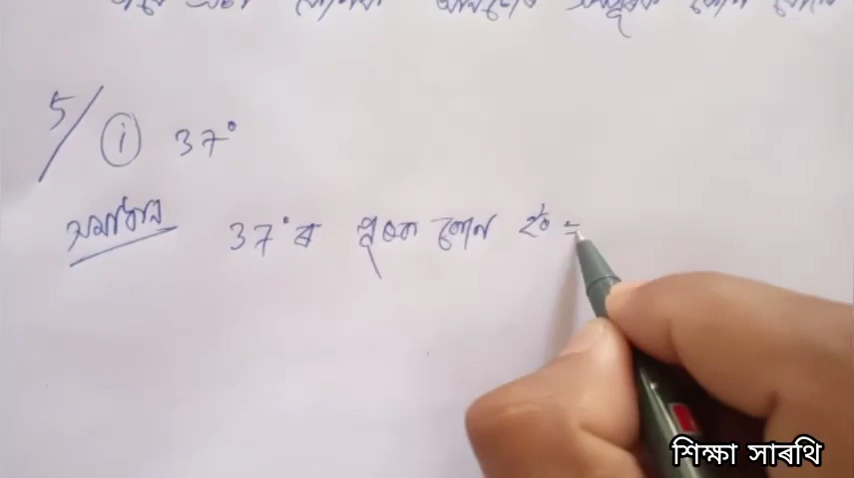 5/ (i) 37°
সমাধান 37°ৰ পূৰক কোণ হ'ব =
শিক্ষা সাৰথি